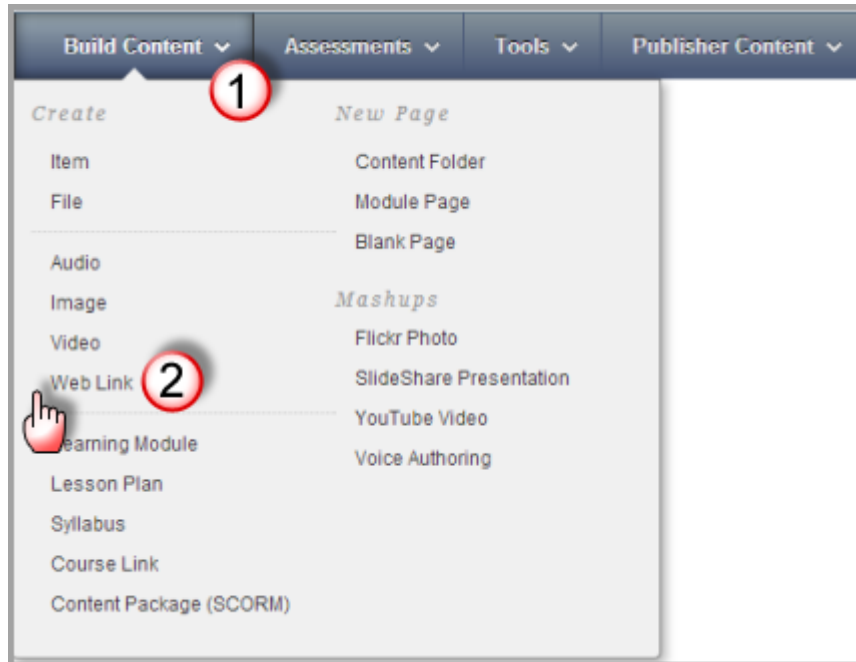 Build Content
Assessments
Tools
Publisher Content
1
Create
Item
File
Audio
Image
Video
Web Link
2
Learning Module
Lesson Plan
Syllabus
Course Link
Content Package (SCORM)
New Page
Content Folder
Module Page
Blank Page
Mashups
Flickr Photo
SlideShare Presentation
YouTube Video
Voice Authoring